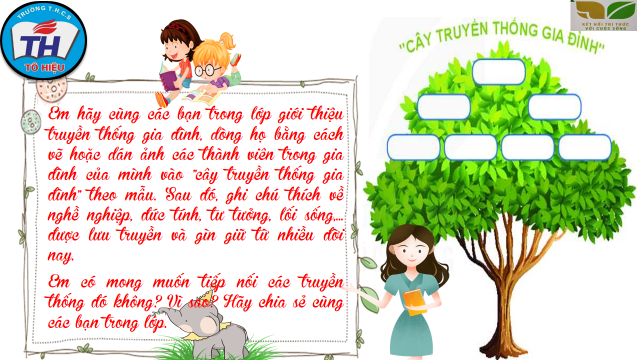 TRƯỜNG T.H.C.S
TH
TÔ HIỆU
KẾT NỐI TRI THỨC
VỚI CUỘC SỐNG
"CÂY TRUYỀN THỐNG GIA ĐÌNH"
Em hãy cùng các bạn trong lớp giới thiệu
truyền thống gia đình, dòng họ bằng cách
vẽ hoặc dán ảnh các thành viên trong gia
đình của mình vào "cây truyền thống gia
đình" theo mẫu. Sau đó, ghi chú thích về
nghề nghiệp, đức tính, tư tưởng, lối sống,...
được lưu truyền và gìn giữ từ nhiều đời
nay.
Em có mong muốn tiếp nối các truyền
thống đó không? Vì sao? Hãy chia sẻ cùng
các bạn trong lớp.